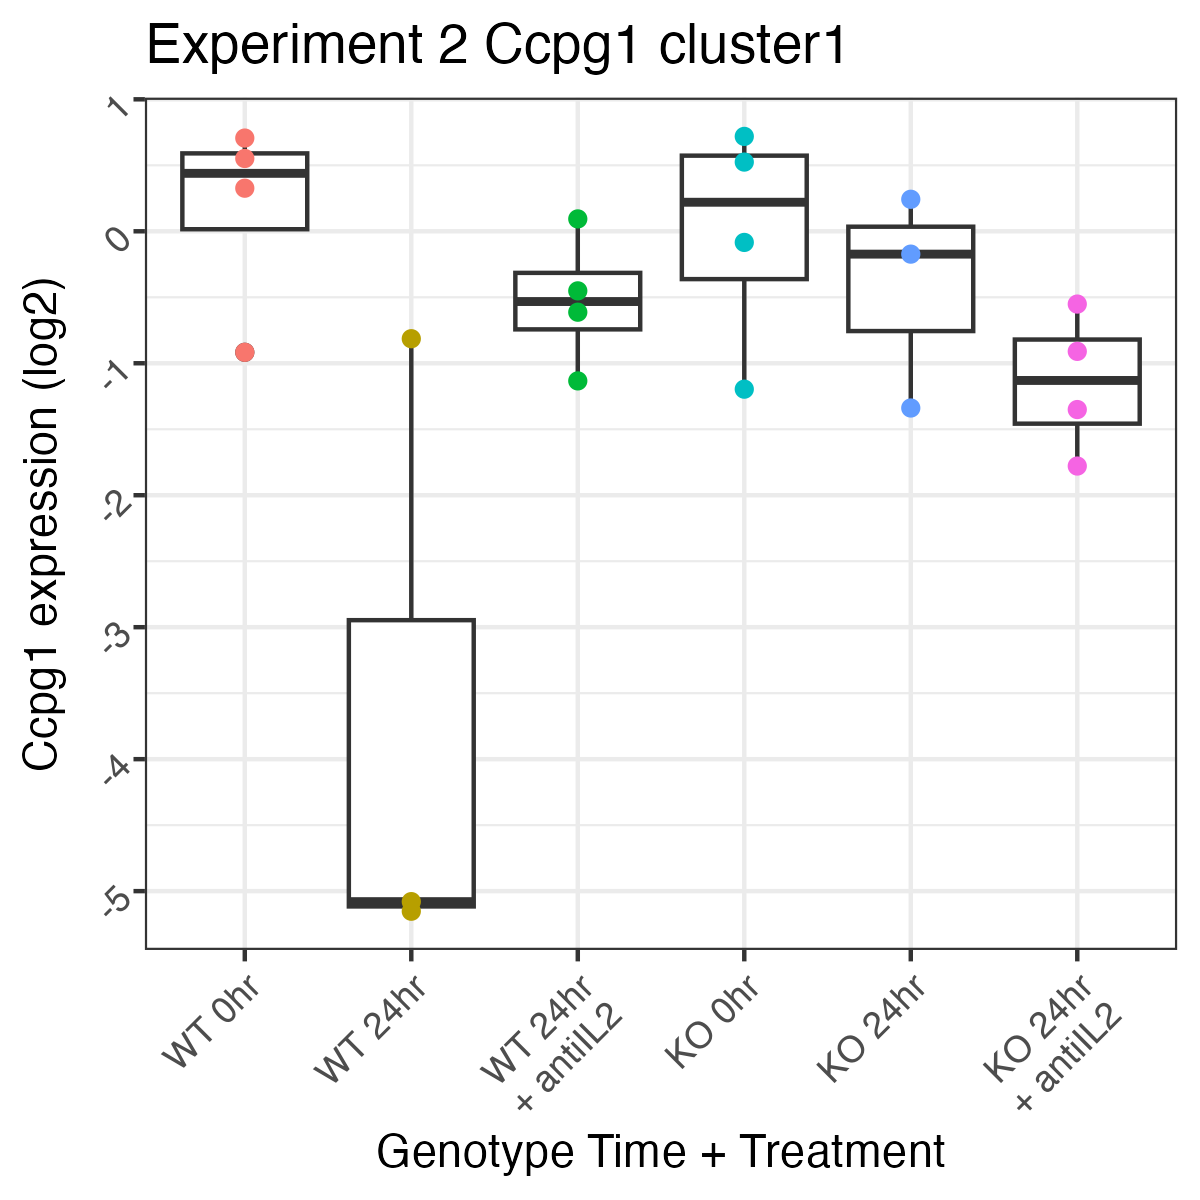 Experiment 2 Ccpg1 cluster1
Ccpg1 expression (log2)
1
0
-1
-2
-3
-4
-5
WT 0hr
WT 24hr
WT 24hr
+ antiIL2
KO 0hr
KO 24hr
KO 24hr
+ antiIL2
Genotype Time + Treatment